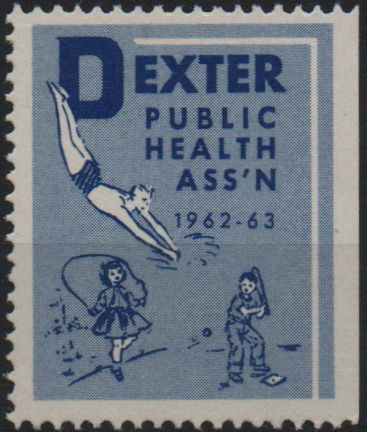 DEXTER
PUBLIC
HEALTH
ASS'N
1962-63